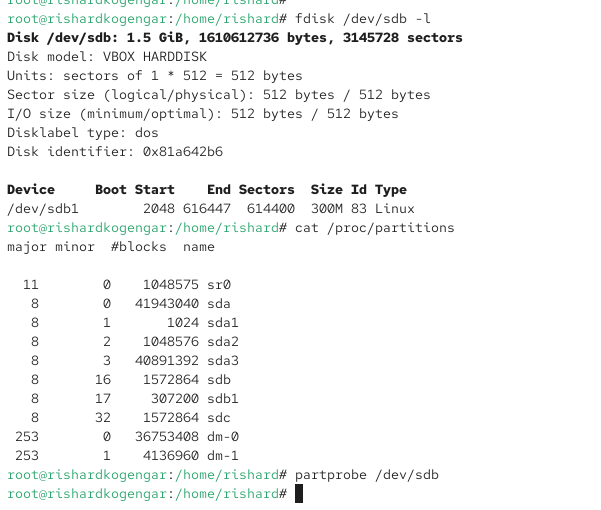 root@rishardkogengar:/home/rishard#
root@rishardkogengar:/home/rishard# fdisk /dev/sdb -l
Disk /dev/sdb: 1.5 GiB, 1610612736 bytes, 3145728 sectors
Disk model: VBOX HARDDISK
Units: sectors of 1 * 512 = 512 bytes
Sector size (logical/physical): 512 bytes / 512 bytes
I/O size (minimum/optimal): 512 bytes / 512 bytes
Disklabel type: dos
Disk identifier: 0x81a642b6
Device     Boot Start    End Sectors  Size Id Type
/dev/sdb1        2048 616447  614400  300M 83 Linux
root@rishardkogengar:/home/rishard# cat /proc/partitions
major minor  #blocks  name
  11        0    1048575 sr0
   8        0   41943040 sda
   8        1       1024 sda1
   8        2    1048576 sda2
   8        3   40891392 sda3
   8       16    1572864 sdb
   8       17     307200 sdb1
   8       32    1572864 sdc
 253        0   36753408 dm-0
 253        1    4136960 dm-1
root@rishardkogengar:/home/rishard# partprobe /dev/sdb
root@rishardkogengar:/home/rishard#